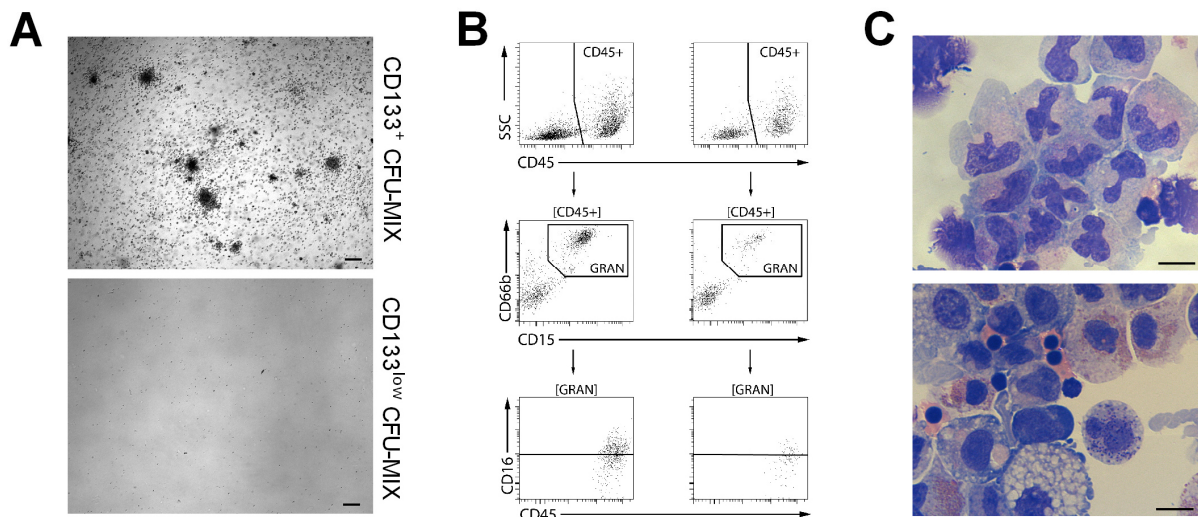 A
CD133+ CFU-MIX
CD133low CFU-MIX
B
CD45+
CD45+
SSC
CD45
[CD45+]
[CD45+]
GRAN
GRAN
CD66b
CD15
[GRAN]
[GRAN]
CD16
CD45
C